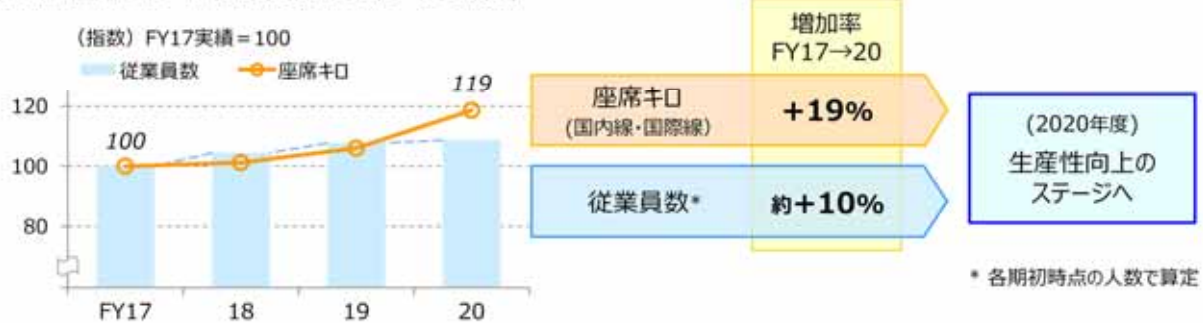 (指数) FY17実績=100
従業員数 座席キロ
119
120
100
100
80
FY17 18 19 20
増加率
FY17→20
座席キロ
(国内線・国際線)
+19%
従業員数*
約+10%
(2020年度)
生産性向上の
ステージへ
* 各期初時点の人数で算定